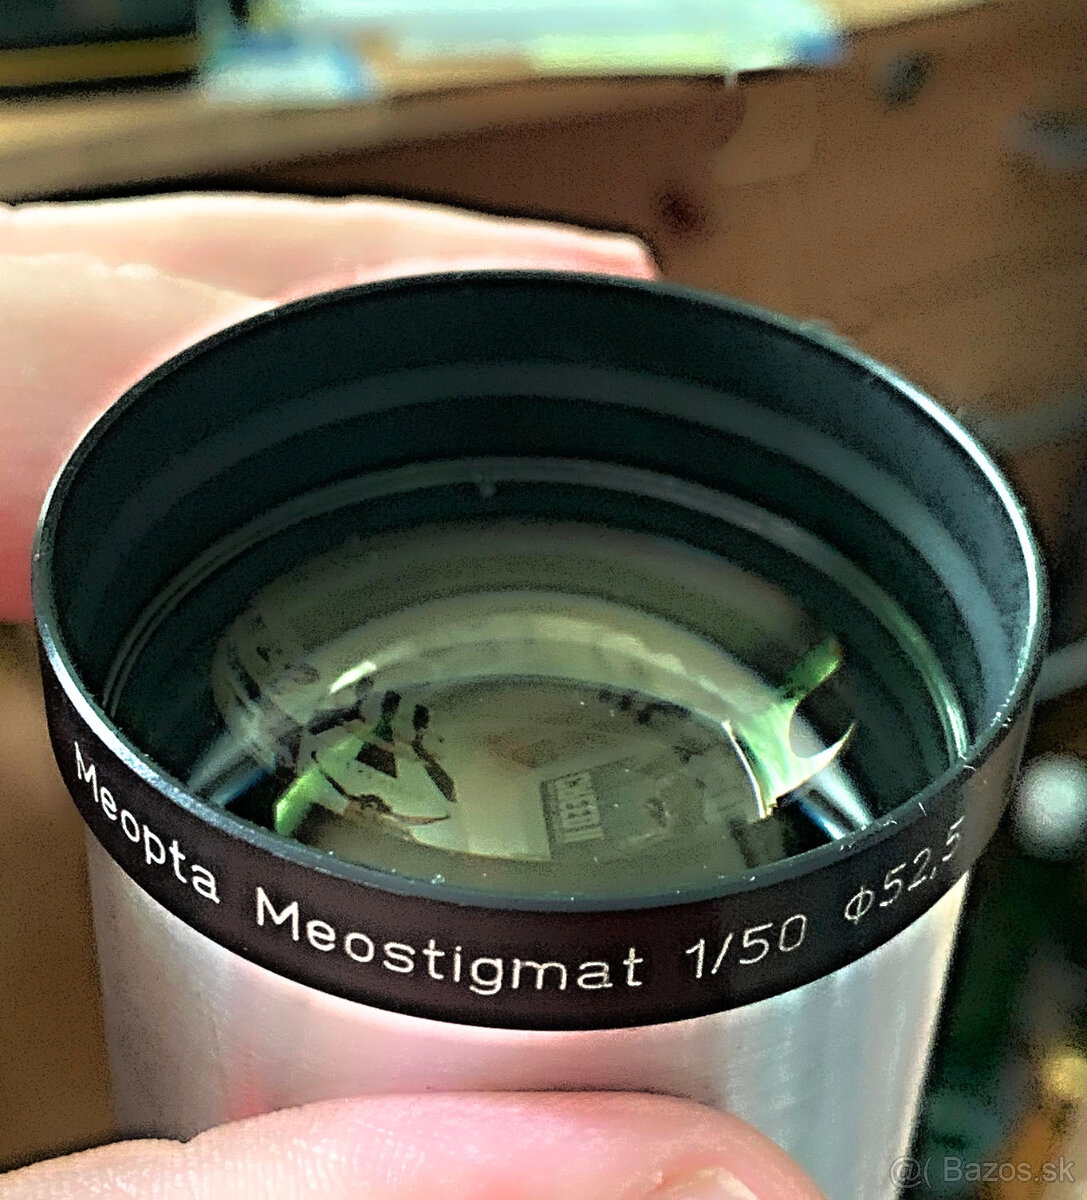 Meopta Meostigmat 1/50 Φ52,5
@( Bazos.sk